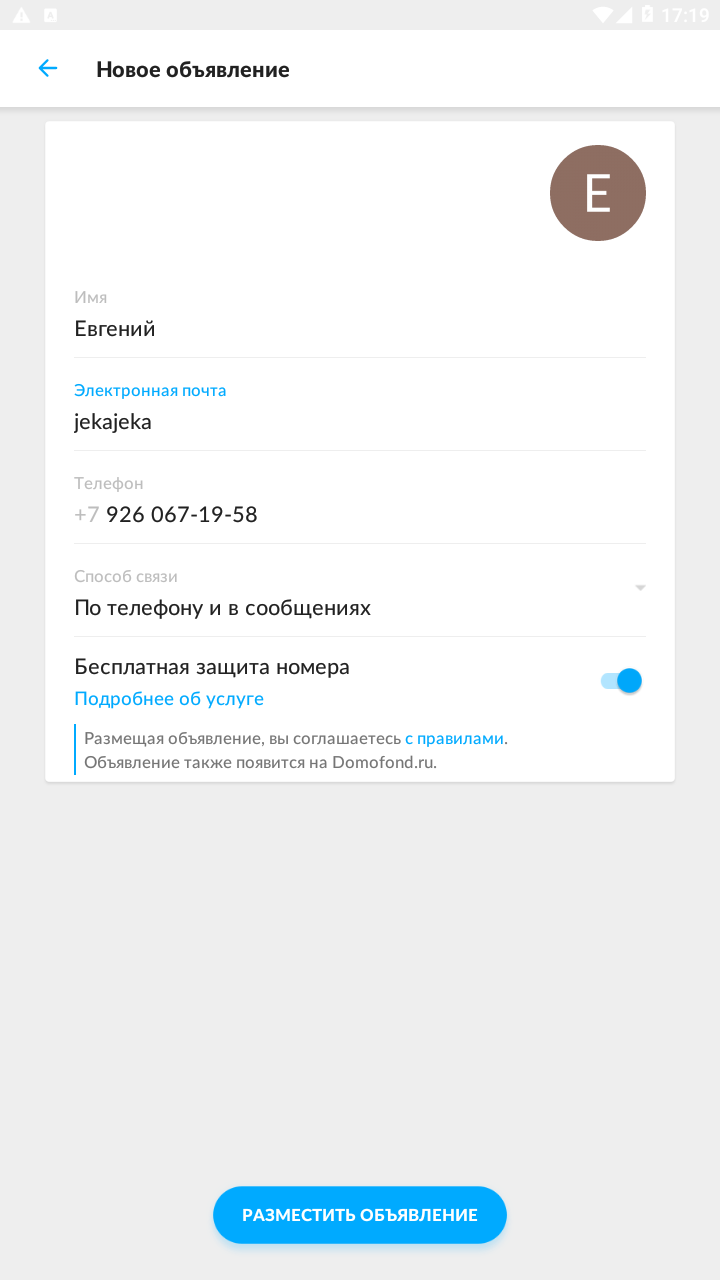 17:19
Новое объявление
E
Имя
Евгений
Электронная почта
jekajeka
Телефон
+7 926 067-19-58
Способ связи
По телефону и в сообщениях
Бесплатная защита номера
Подробнее об услуге
Размещая объявление, вы соглашаетесь с правилами.
Объявление также появится на Domofond.ru.
РАЗМЕСТИТЬ ОБЪЯВЛЕНИЕ